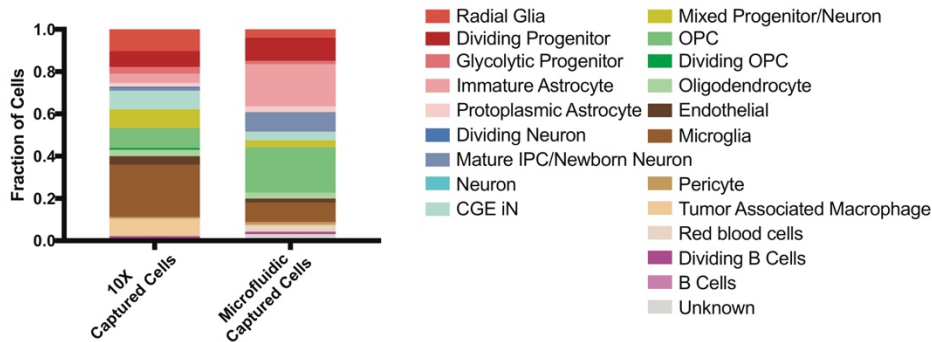 1.0
0.8
0.6
0.4
0.2
0.0
Fraction of Cells
10X
Captured Cells
Microfluidic
Captured Cells
Radial Glia
Dividing Progenitor
Glycolytic Progenitor
Immature Astrocyte
Protoplasmic Astrocyte
Dividing Neuron
Mature IPC/Newborn Neuron
Neuron
CGE iN
Mixed Progenitor/Neuron
OPC
Dividing OPC
Oligodendrocyte
Endothelial
Microglia
Pericyte
Tumor Associated Macrophage
Red blood cells
Dividing B Cells
B Cells
Unknown